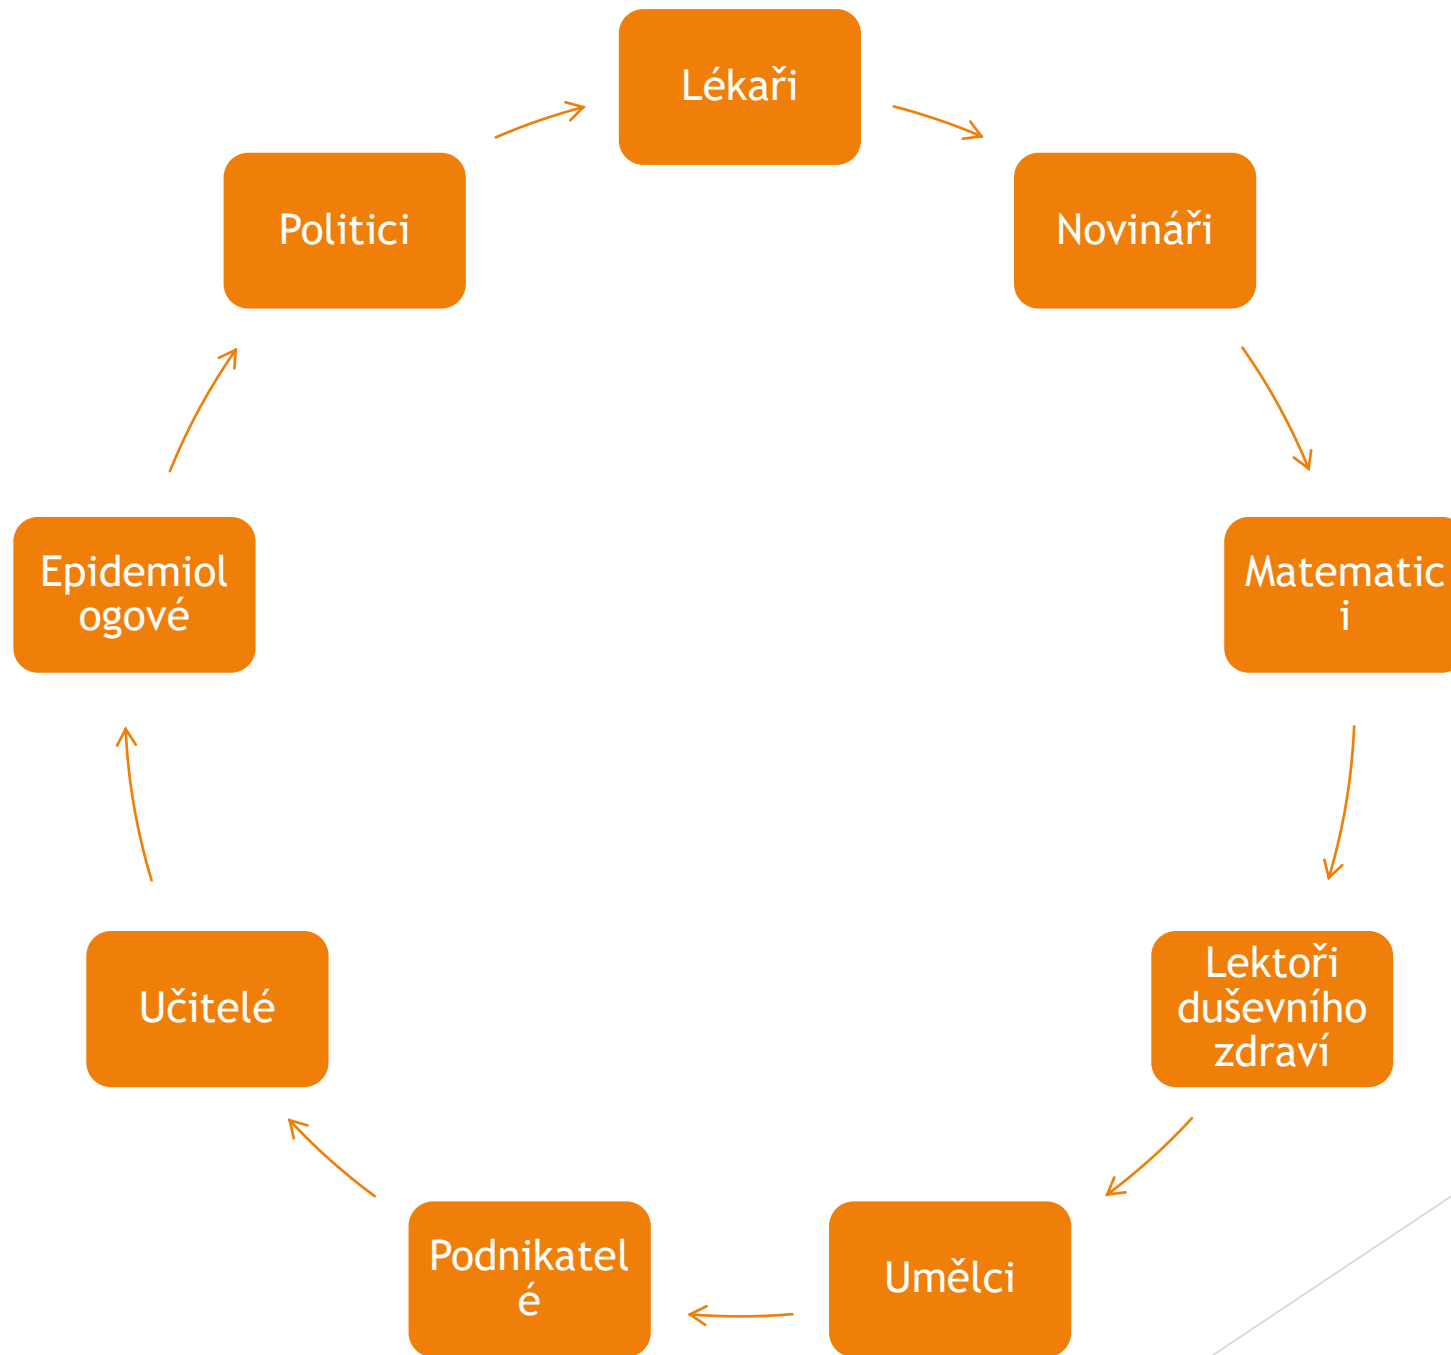 Lékaři
Novináři
Matematic
i
Lektoři
duševního
zdraví
Umělci
Podnikatel
é
Učitelé
Epidemiol
ogové
Politici